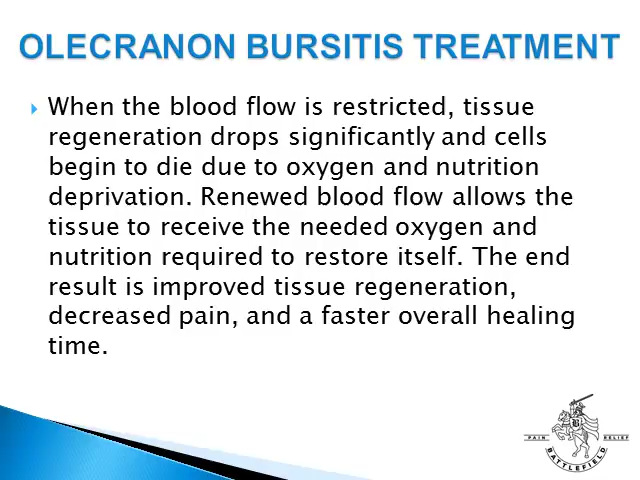 OLECRANON BURSITIS TREATMENT
When the blood flow is restricted, tissue
regeneration drops significantly and cells
begin to die due to oxygen and nutrition
deprivation. Renewed blood flow allows the
tissue to receive the needed oxygen and
nutrition required to restore itself. The end
result is improved tissue regeneration,
decreased pain, and a faster overall healing
time.
B
PAIN RELIEF
BATTLEFIELD